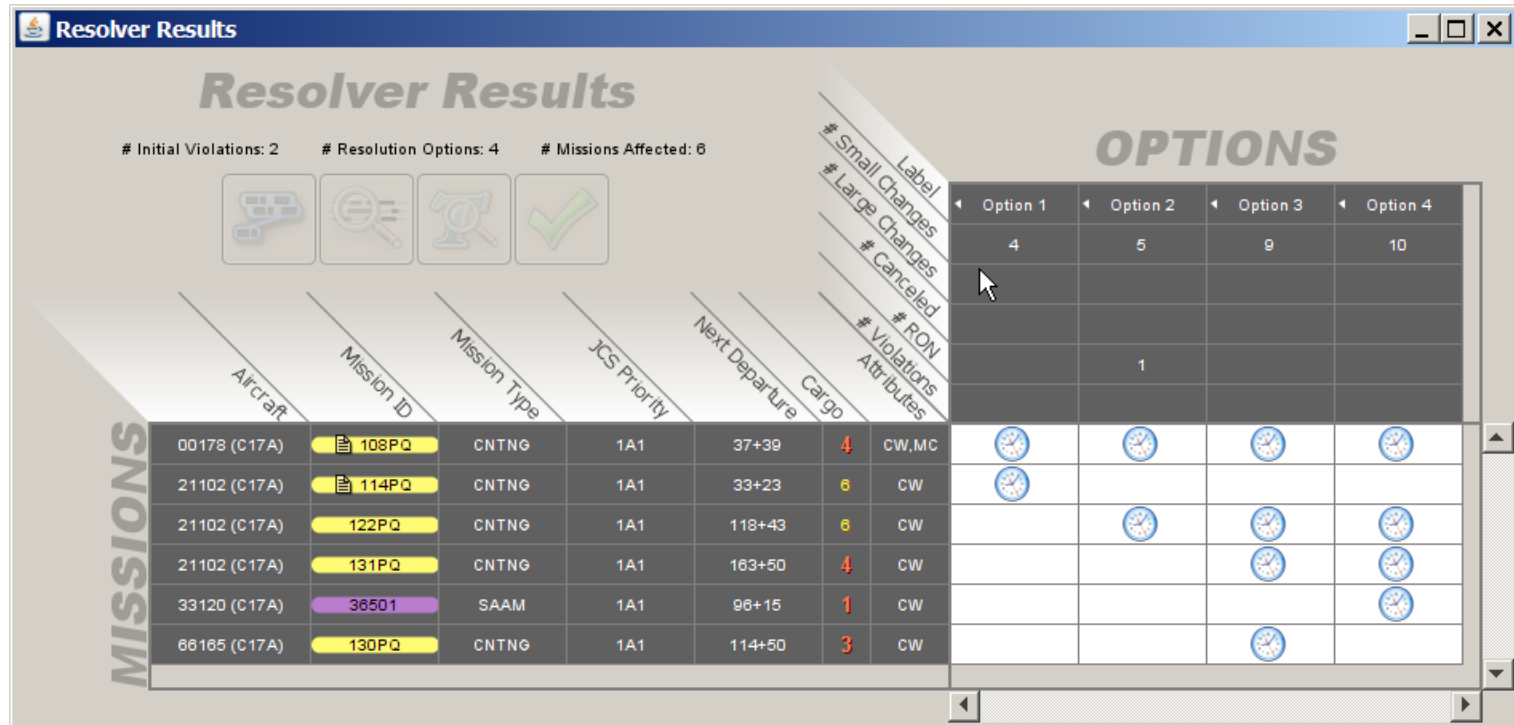 Resolver Results
Resolver Results
# Initial Violations: 2 # Resolution Options: 4 # Missions Affected: 6
OPTIONS
Label
# Small Changes
# Large Changes
# Canceled
# RON
# Violations
Attributes
Option 1 Option 2 Option 3 Option 4
4 5 9 10
1
Aircraft Mission ID Mission Type JCS Priority Next Departure Cargo
MISSIONS
00178 (C17A) 108PQ CNTNG 1A1 37+39 4 CW,MC
21102 (C17A) 114PQ CNTNG 1A1 33+23 6 CW
21102 (C17A) 122PQ CNTNG 1A1 118+43 6 CW
21102 (C17A) 131PQ CNTNG 1A1 163+50 4 CW
33120 (C17A) 36501 SAAM 1A1 96+15 1 CW
66165 (C17A) 130PQ CNTNG 1A1 114+50 3 CW